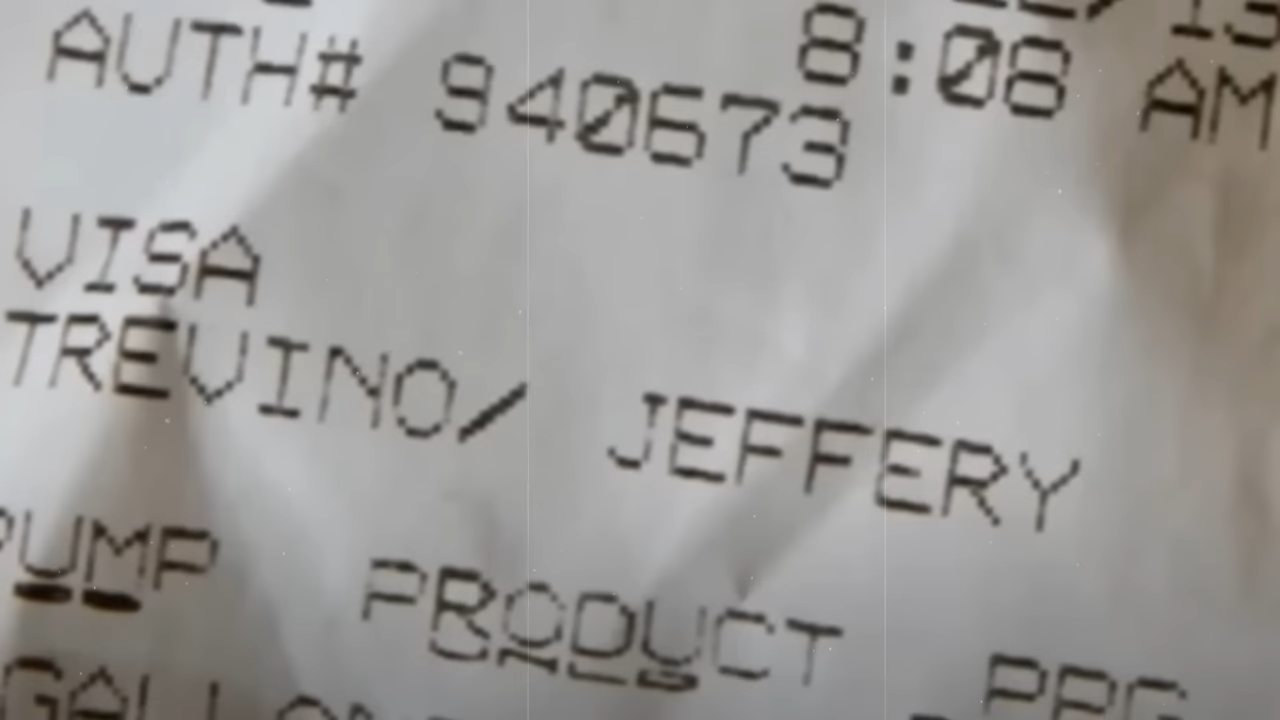 8:08 AM
AUTH# 940673
VISA
TREVINO/ JEFFERY
PUMP PRODUCT PPG